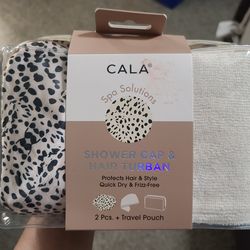 CALA
Spa Solutions
SHOWER CAP &
HAIR TURBAN
Protects Hair & Style
Quick Dry & Frizz-Free
2 Pcs. + Travel Pouch